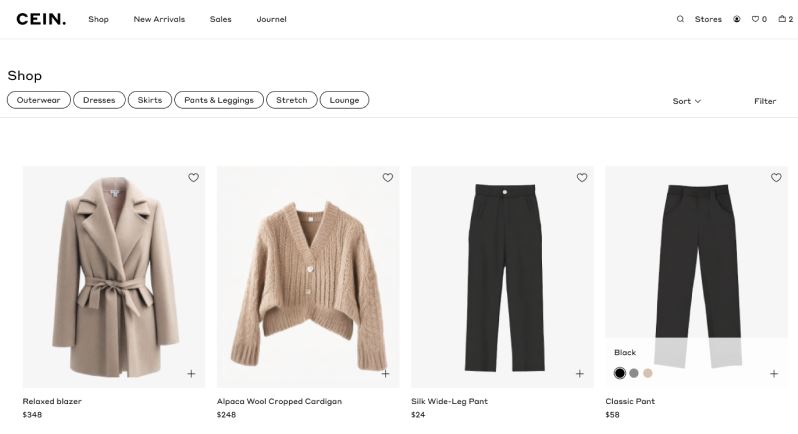 CEIN.
Shop
New Arrivals
Sales
Journel
Stores
0
2
Shop
Outerwear
Dresses
Skirts
Pants & Leggings
Stretch
Lounge
Sort
Filter
Black
Relaxed blazer
$348
Alpaca Wool Cropped Cardigan
$248
Silk Wide-Leg Pant
$24
Classic Pant
$58